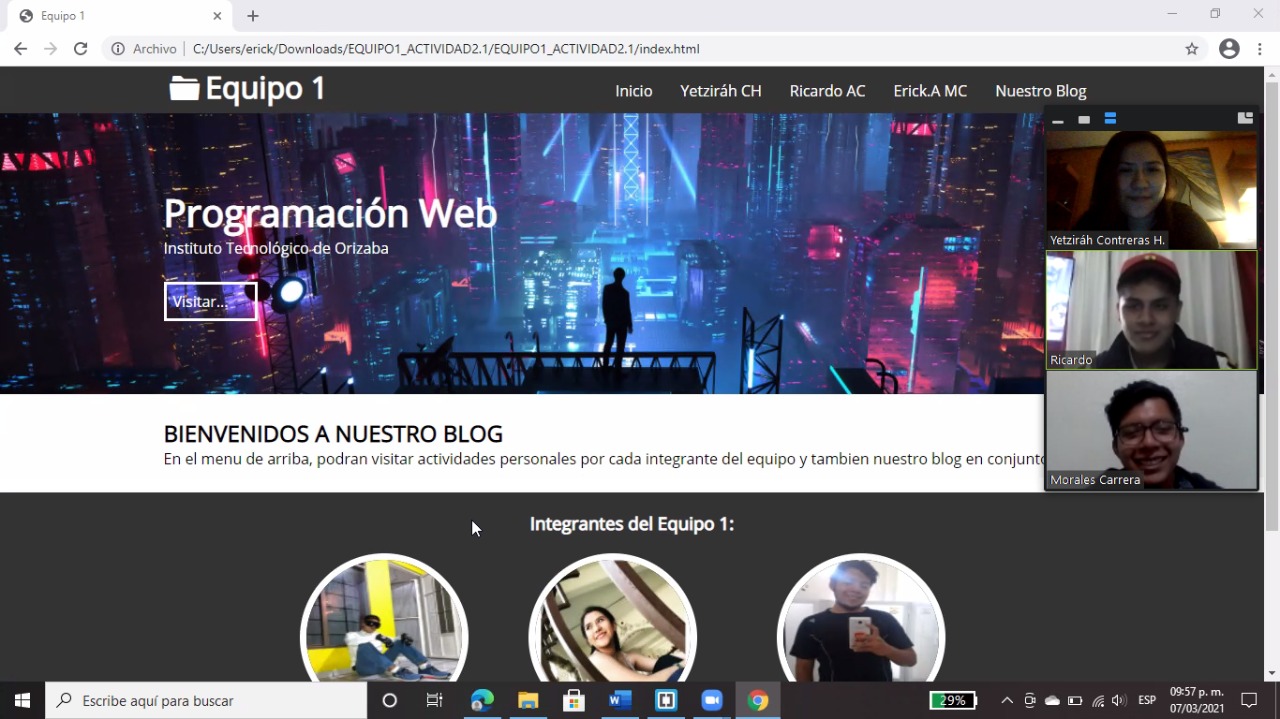 Equipo 1
Archivo
C:/Users/erick/Downloads/EQUIPO1_ACTIVIDAD2.1/EQUIPO1_ACTIVIDAD2.1/index.html
Equipo 1
Inicio
Yetziráh CH
Ricardo AC
Erick.A MC
Nuestro Blog
Programación Web
Instituto Tecnológico de Orizaba
Visitar...
Yetziráh Contreras H.
Ricardo
Morales Carrera
BIENVENIDOS A NUESTRO BLOG
En el menu de arriba, podran visitar actividades personales por cada integrante del equipo y tambien nuestro blog en conjunto
Integrantes del Equipo 1:
Escribe aquí para buscar
29%
ESP
09:57 p. m.
07/03/2021